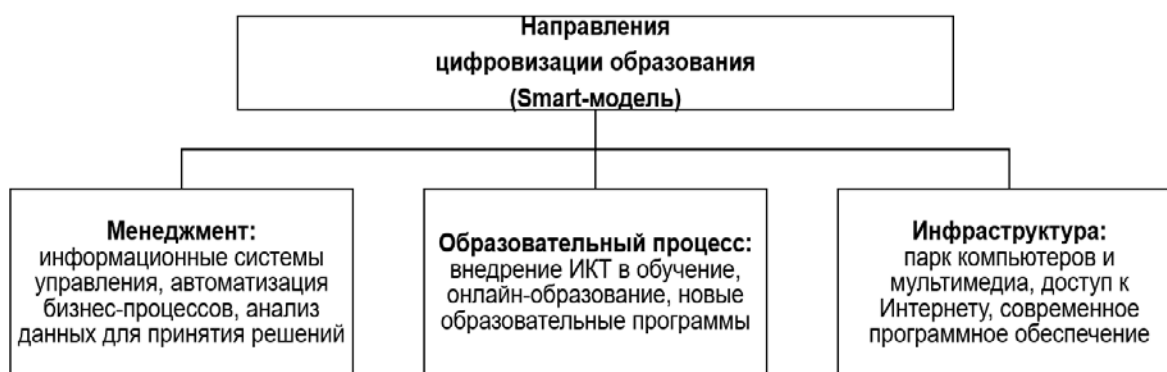 Направления
цифровизации образования
(Smart-модель)
Менеджмент:
информационные системы
управления, автоматизация
бизнес-процессов, анализ
данных для принятия решений
Образовательный процесс:
внедрение ИКТ в обучение,
онлайн-образование, новые
образовательные программы
Инфраструктура:
парк компьютеров и
мультимедиа, доступ к
Интернету, современное
программное обеспечение